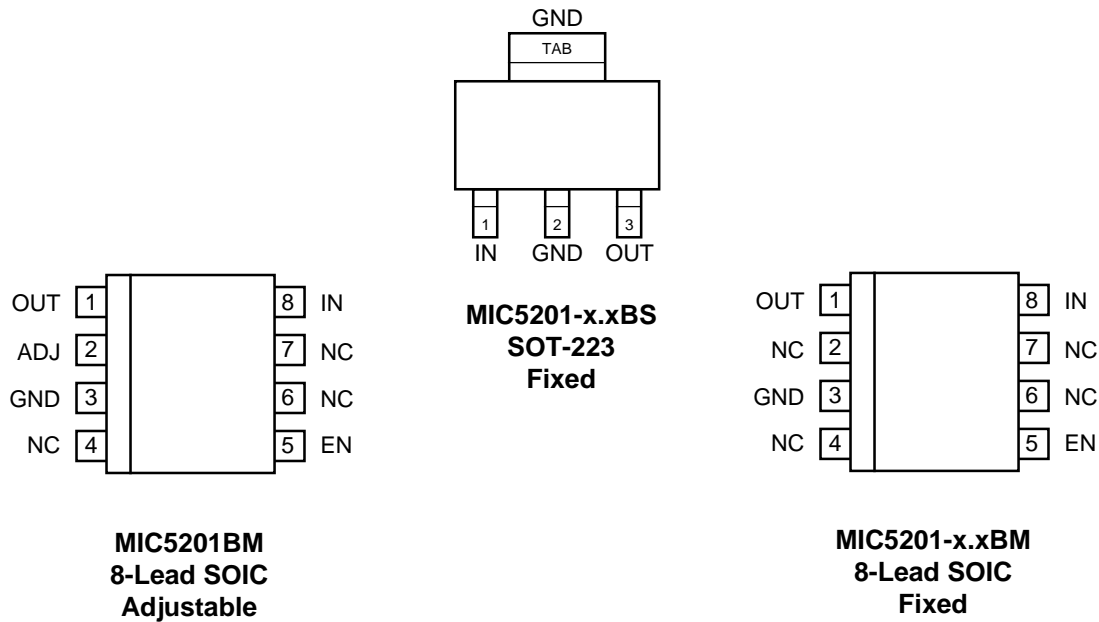 GND
TAB
1 2 3
IN GND OUT
MIC5201-x.xBS
SOT-223
Fixed
OUT 1 8 IN
ADJ 2 7 NC
GND 3 6 NC
NC 4 5 EN
MIC5201BM
8-Lead SOIC
Adjustable
OUT 1 8 IN
NC 2 7 NC
GND 3 6 NC
NC 4 5 EN
MIC5201-x.xBM
8-Lead SOIC
Fixed